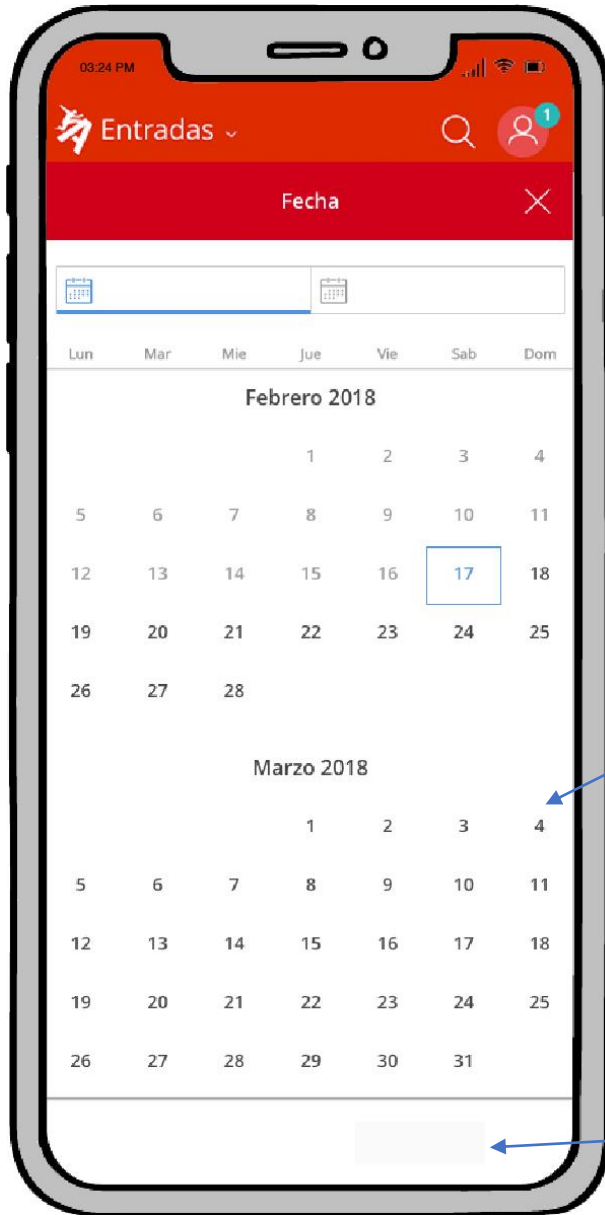 03:24 PM
Entradas
1
Fecha
Lun Mar Mie Jue Vie Sab Dom
Febrero 2018
1 2 3 4
5 6 7 8 9 10 11
12 13 14 15 16 17 18
19 20 21 22 23 24 25
26 27 28
Marzo 2018
1 2 3 4
5 6 7 8 9 10 11
12 13 14 15 16 17 18
19 20 21 22 23 24 25
26 27 28 29 30 31